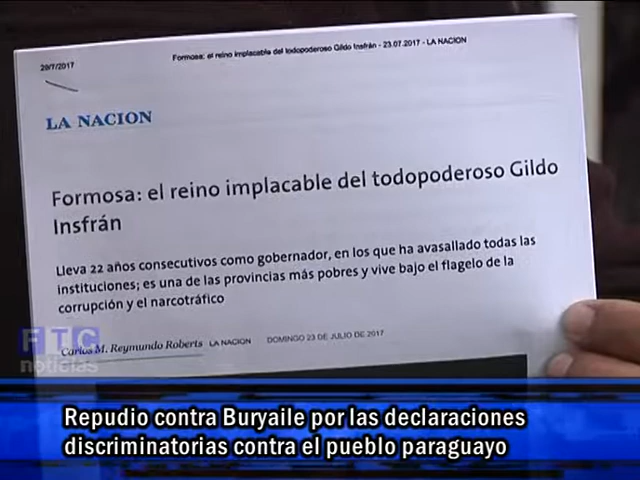 29/7/2017
Formosa: el reino implacable del todopoderoso Gildo Insfrán - 23.07.2017 - LA NACION
LA NACION
Formosa: el reino implacable del todopoderoso Gildo
Insfrán
Lleva 22 años consecutivos como gobernador, en los que ha avasallado todas las
instituciones; es una de las provincias más pobres y vive bajo el flagelo de la
corrupción y el narcotráfico
Carlos M. Reymundo Roberts LA NACION DOMINGO 23 DE JULIO DE 2017
FTC
noticias
Repudio contra Buryaile por las declaraciones
discriminatorias contra el pueblo paraguayo